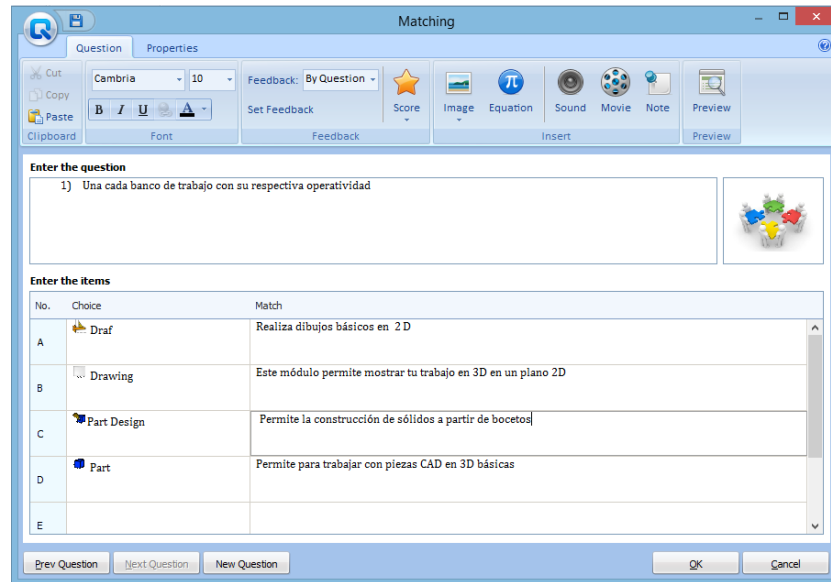 Matching
Question Properties
Cut
Copy
Paste
Clipboard
Cambria 10
B I U A
Font
Feedback: By Question
Set Feedback
Score
Feedback
Image Equation Sound Movie Note
Insert
Preview
Preview
Enter the question
1) Una cada banco de trabajo con su respectiva operatividad
Enter the items
No. Choice Match
A Draf Realiza dibujos básicos en 2 D
B Drawing Este módulo permite mostrar tu trabajo en 3D en un plano 2D
C Part Design Permite la construcción de sólidos a partir de bocetos
D Part Permite para trabajar con piezas CAD en 3D básicas
E
Prev Question Next Question New Question OK Cancel